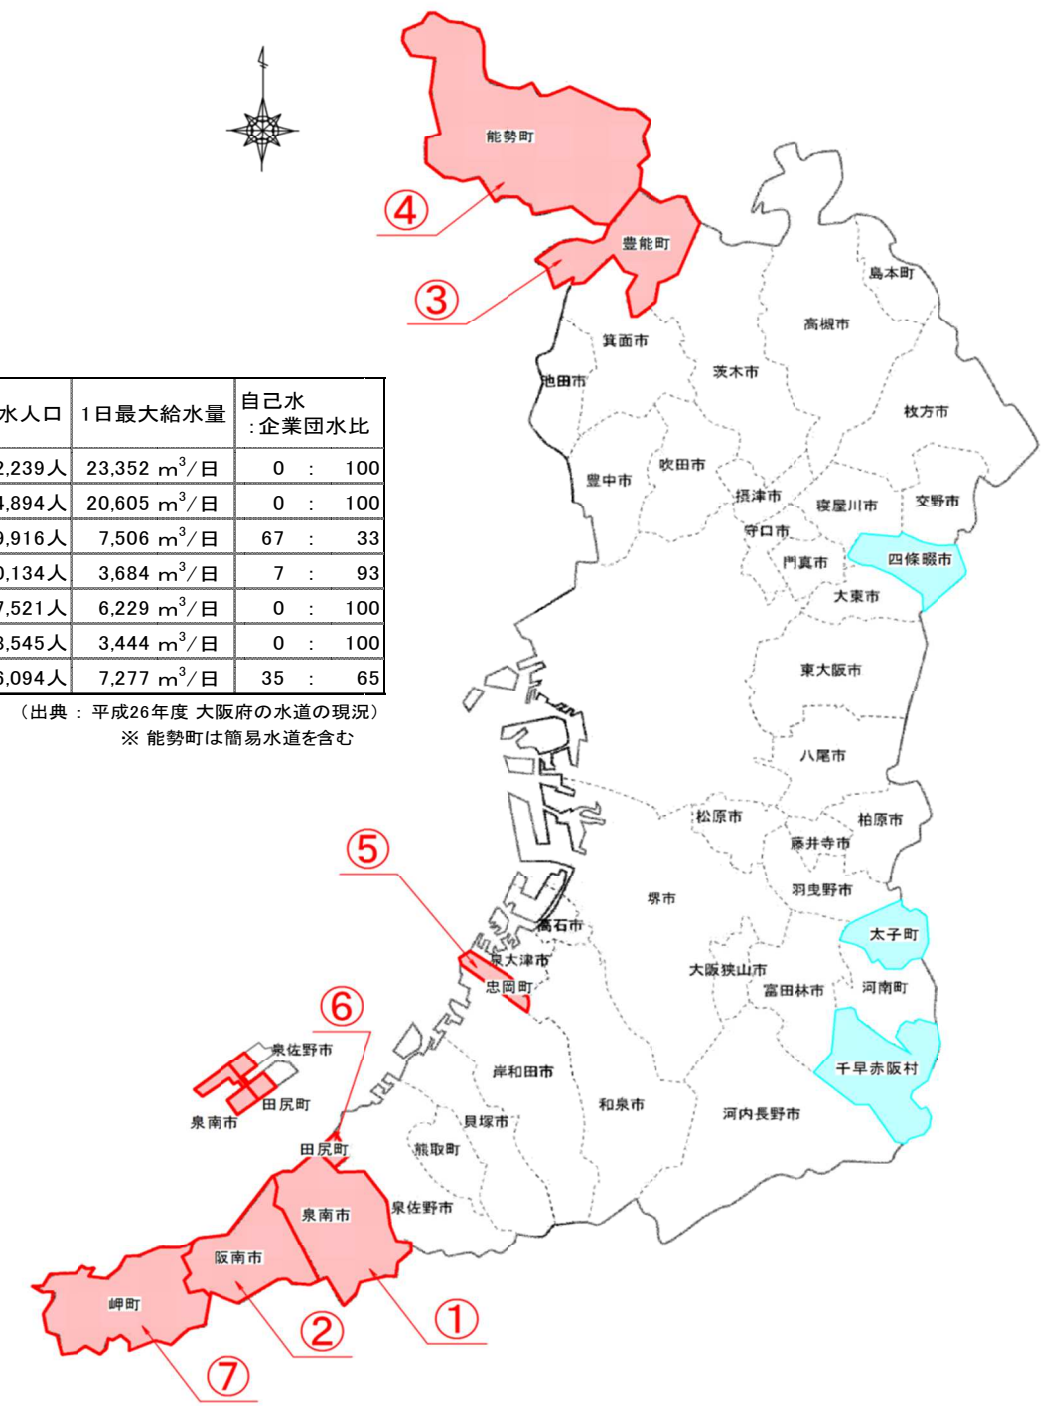 能勢町
④
豊能町
③
島本町
高槻市
箕面市
茨木市
池田市
枚方市
水人口 1日最大給水量 自己水:企業団水比
2,239人 23,352 m³/日 0 : 100
4,894人 20,605 m³/日 0 : 100
9,916人 7,506 m³/日 67 : 33
0,134人 3,684 m³/日 7 : 93
7,521人 6,229 m³/日 0 : 100
3,545人 3,444 m³/日 0 : 100
6,094人 7,277 m³/日 35 : 65
（出典 : 平成26年度 大阪府の水道の現況）
※ 能勢町は簡易水道を含む
吹田市
豊中市
摂津市
寝屋川市
交野市
守口市
門真市
四條畷市
大東市
東大阪市
八尾市
松原市
柏原市
藤井寺市
⑤
羽曳野市
堺市
高石市
太子町
泉大津市
大阪狭山市
忠岡町
富田林市
河南町
⑥
泉佐野市
田尻町
泉南市
岸和田市
千早赤阪村
和泉市
河内長野市
貝塚市
田尻町
熊取町
泉南市
泉佐野市
阪南市
岬町
①
②
⑦